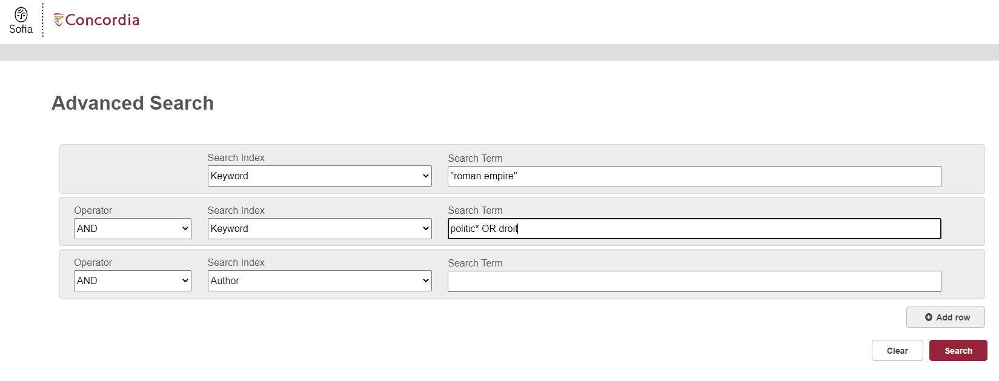 Sofia
Concordia
Advanced Search
Search Index
Search Term
Keyword
"roman empire"
Operator
Search Index
Search Term
AND
Keyword
politic* OR droit
Operator
Search Index
Search Term
AND
Author
Add row
Clear
Search